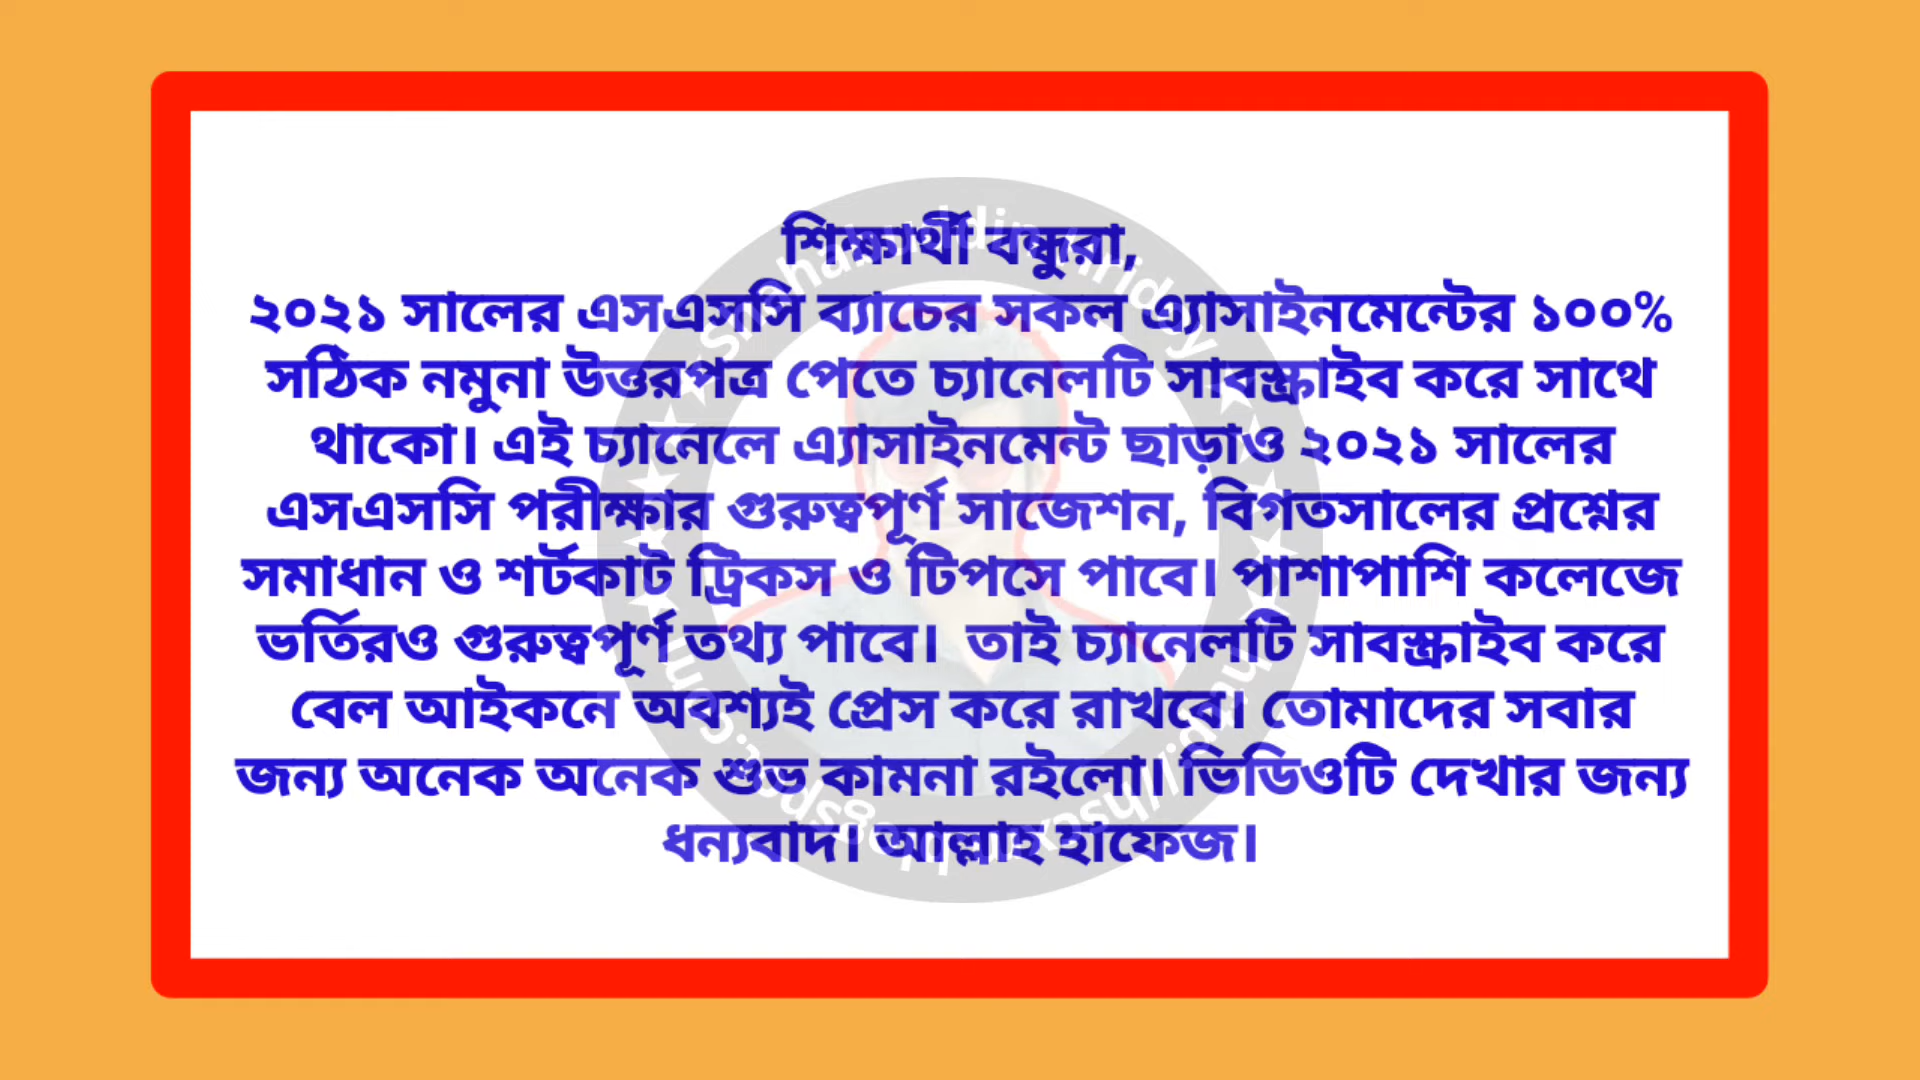 শিক্ষার্থী বন্ধুরা,
২০২১ সালের এসএসসি ব্যাচের সকল এ্যাসাইনমেন্টের ১০০%
সঠিক নমুনা উত্তরপত্র পেতে চ্যানেলটি সাবস্ক্রাইব করে সাথে
থাকো। এই চ্যানেলে এ্যাসাইনমেন্ট ছাড়াও ২০২১ সালের
এসএসসি পরীক্ষার গুরুত্বপূর্ণ সাজেশন, বিগতসালের প্রশ্নের
সমাধান ও শর্টকাট ট্রিকস ও টিপসে পাবে। পাশাপাশি কলেজে
ভর্তিরও গুরুত্বপূর্ণ তথ্য পাবে। তাই চ্যানেলটি সাবস্ক্রাইব করে
বেল আইকনে অবশ্যই প্রেস করে রাখবে। তোমাদের সবার
জন্য অনেক অনেক শুভ কামনা রইলো। ভিডিওটি দেখার জন্য
ধন্যবাদ। আল্লাহ হাফেজ।